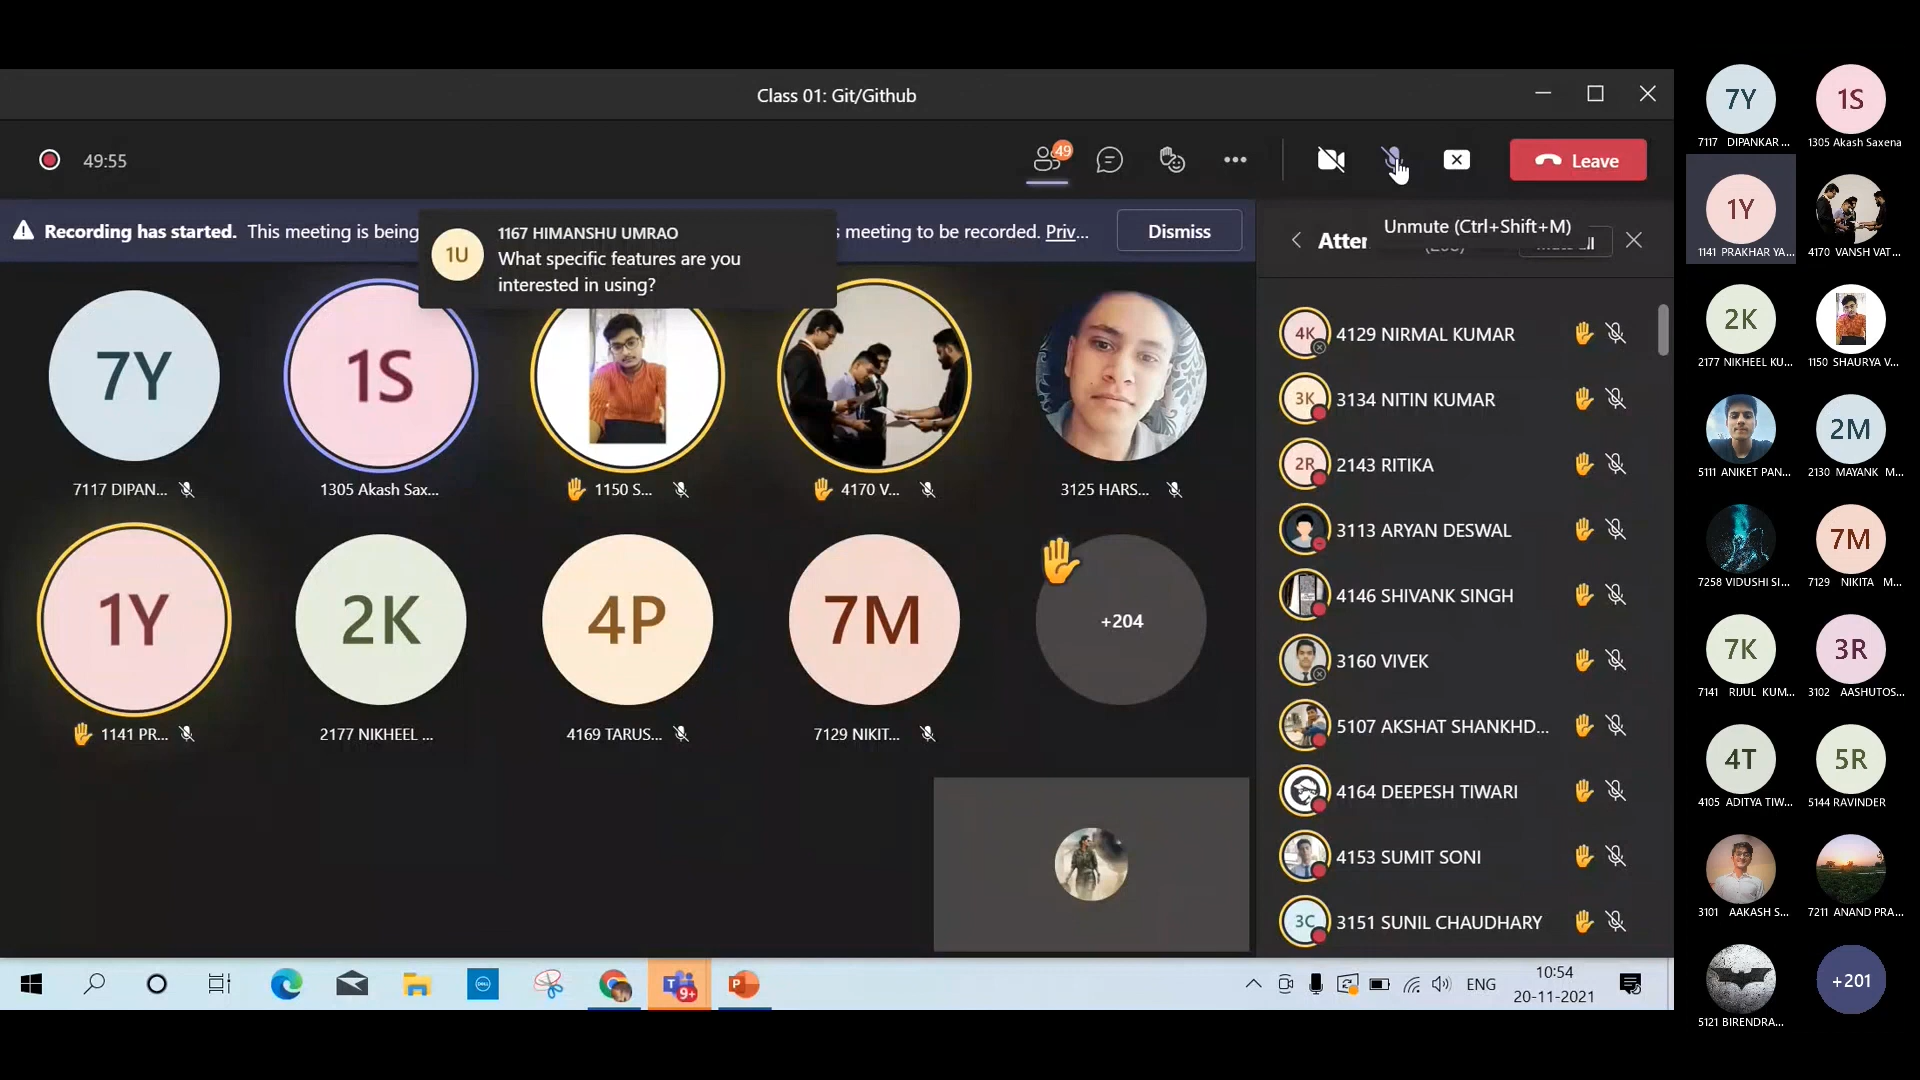 Class 01: Git/Github
49:55
49
Leave
Recording has started. This meeting is being
s meeting to be recorded. Priv...
Dismiss
1U
1167 HIMANSHU UMRAO
What specific features are you
interested in using?
Atter
Unmute (Ctrl+Shift+M)
7Y
1S
7117 DIPAN...
1305 Akash Sax...
1150 S...
4170 V...
3125 HARS...
1Y
2K
4P
7M
+204
1141 PR...
2177 NIKHEEL ...
4169 TARUS...
7129 NIKIT...
4K
4129 NIRMAL KUMAR
3K
3134 NITIN KUMAR
2R
2143 RITIKA
3113 ARYAN DESWAL
4146 SHIVANK SINGH
3160 VIVEK
5107 AKSHAT SHANKHD...
4164 DEEPESH TIWARI
4153 SUMIT SONI
3C
3151 SUNIL CHAUDHARY
DELL
T
9+
P
ENG
10:54
20-11-2021
7Y
1S
7117 DIPANKAR ...
1305 Akash Saxena
1Y
1141 PRAKHAR YA...
4170 VANSH VAT...
2K
2177 NIKHEEL KU...
1150 SHAURYA V...
2M
5111 ANIKET PAN...
2130 MAYANK M...
7M
7258 VIDUSHI SI...
7129 NIKITA M...
7K
3R
7141 RIJUL KUM...
3102 AASHUTOS...
4T
5R
4105 ADITYA TIW...
5144 RAVINDER
3101 AAKASH S...
7211 ANAND PRA...
+201
5121 BIRENDRA...